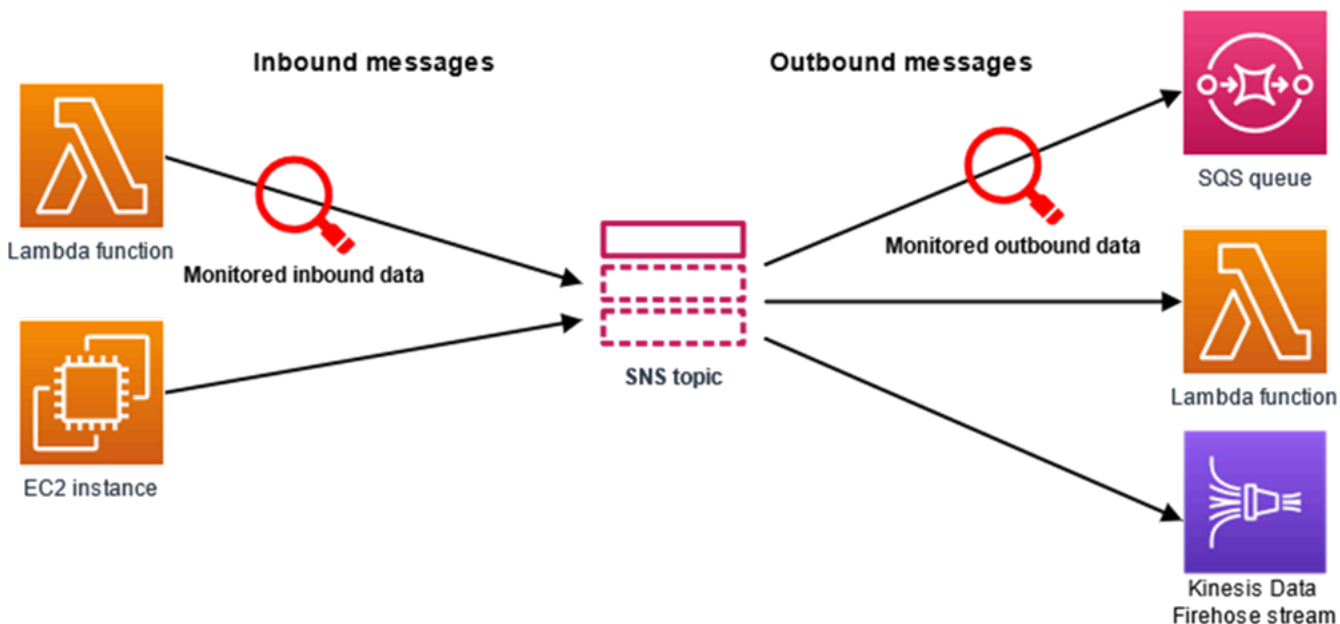 Inbound messages
Outbound messages
Lambda function
Monitored inbound data
EC2 instance
SNS topic
Monitored outbound data
SQS queue
Lambda function
Kinesis Data
Firehose stream